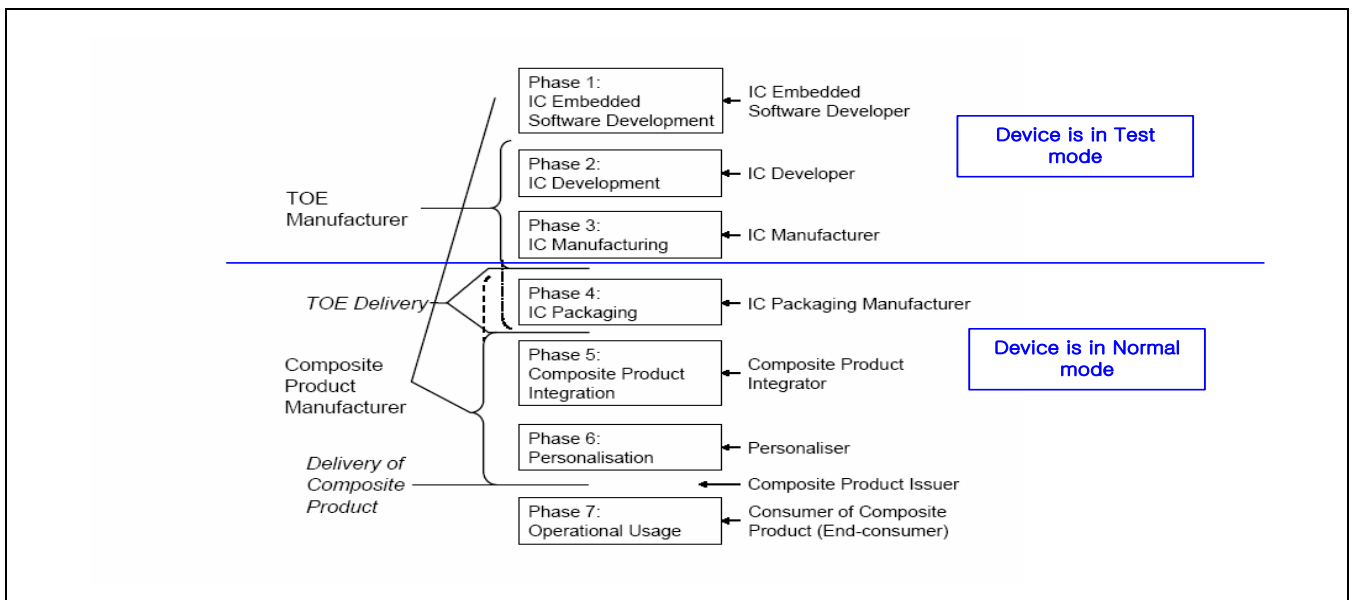 Phase 1:
IC Embedded
Software Development
IC Embedded
Software Developer
Device is in Test
mode
Phase 2:
IC Development
IC Developer
TOE
Manufacturer
Phase 3:
IC Manufacturing
IC Manufacturer
TOE Delivery
Phase 4:
IC Packaging
IC Packaging Manufacturer
Device is in Normal
mode
Composite
Product
Manufacturer
Phase 5:
Composite Product
Integration
Composite Product
Integrator
Phase 6:
Personalisation
Personaliser
Delivery of
Composite
Product
Composite Product Issuer
Phase 7:
Operational Usage
Consumer of Composite
Product (End-consumer)